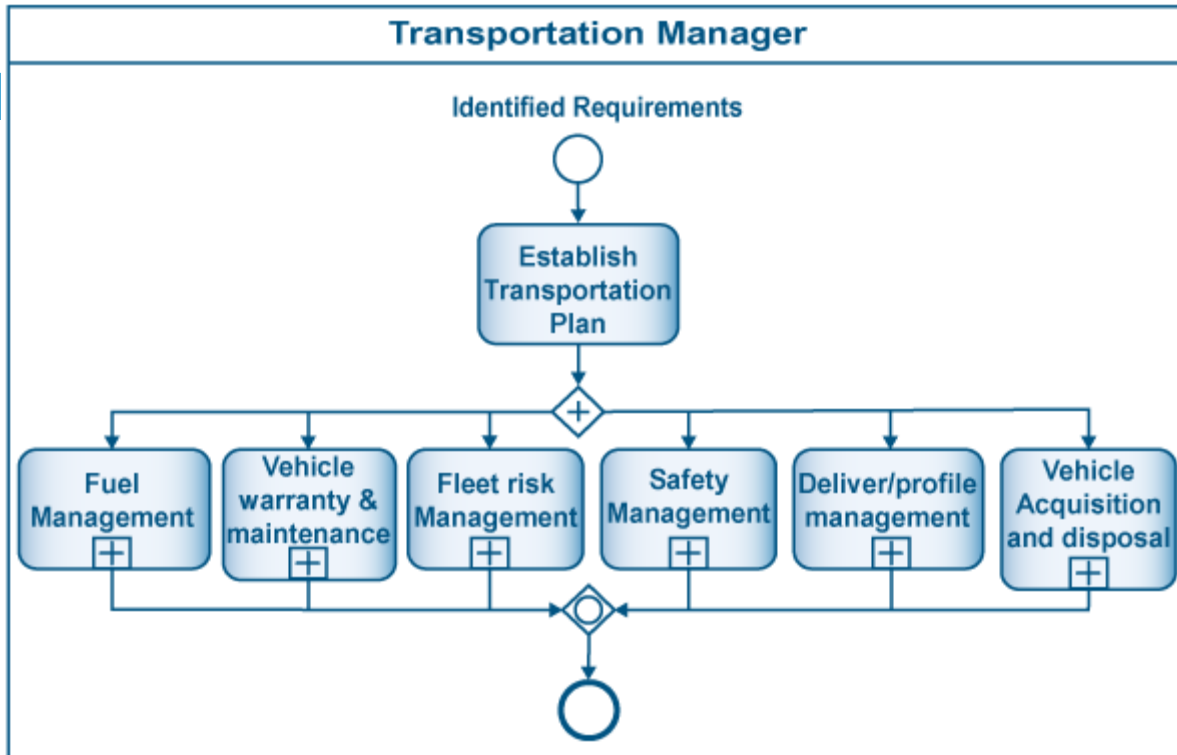 Transportation Manager
Identified Requirements
Establish
Transportation
Plan
Fuel
Management
Vehicle
warranty &
maintenance
Fleet risk
Management
Safety
Management
Deliver/profile
management
Vehicle
Acquisition
and disposal